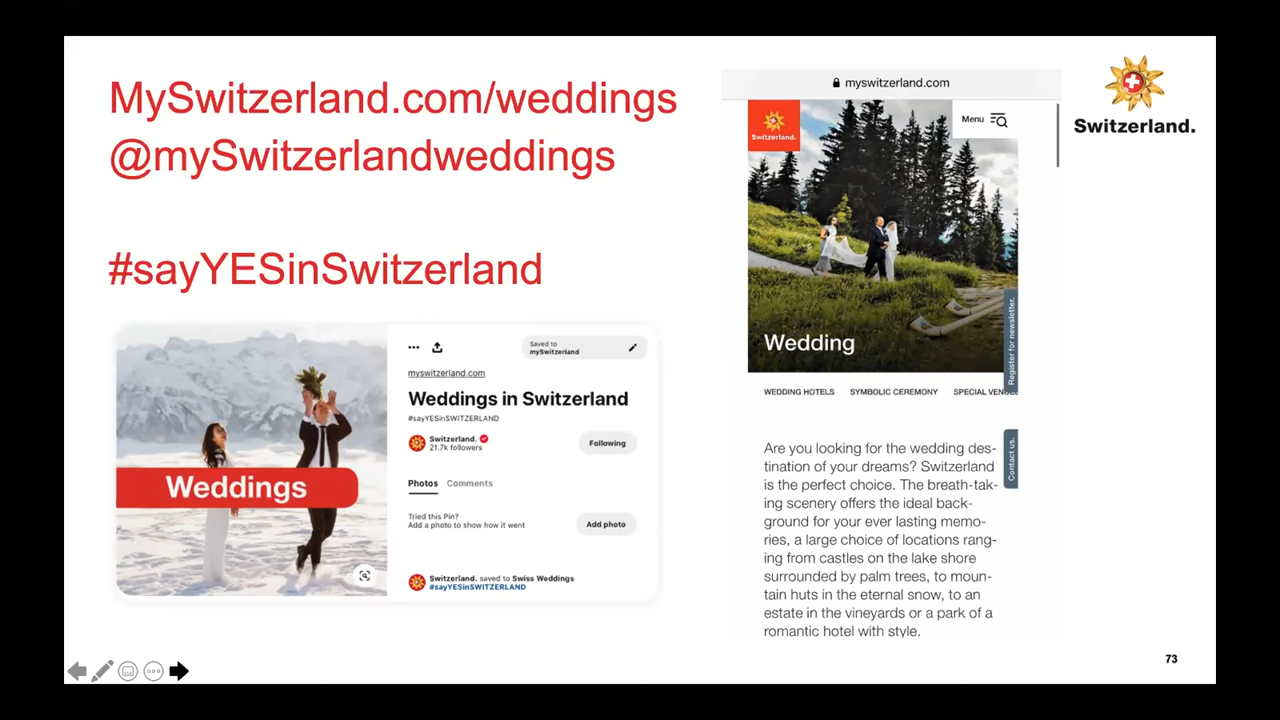 MySwitzerland.com/weddings
@mySwitzerlandweddings
#sayYESinSwitzerland
Weddings
Saved to
mySwitzerland
myswitzerland.com
Weddings in Switzerland
#sayYESinSWITZERLAND
Switzerland.
21.7k followers
Following
Photos Comments
Tried this Pin?
Add a photo to show how it went
Add photo
Switzerland. saved to Swiss Weddings
#sayYESinSWITZERLAND
myswitzerland.com
Switzerland.
Menu
Wedding
Register for newsletter.
WEDDING HOTELS SYMBOLIC CEREMONY SPECIAL VENUE
Contact us.
Are you looking for the wedding des-
tination of your dreams? Switzerland
is the perfect choice. The breath-tak-
ing scenery offers the ideal back-
ground for your ever lasting memo-
ries, a large choice of locations rang-
ing from castles on the lake shore
surrounded by palm trees, to moun-
tain huts in the eternal snow, to an
estate in the vineyards or a park of a
romantic hotel with style.
Switzerland.
73